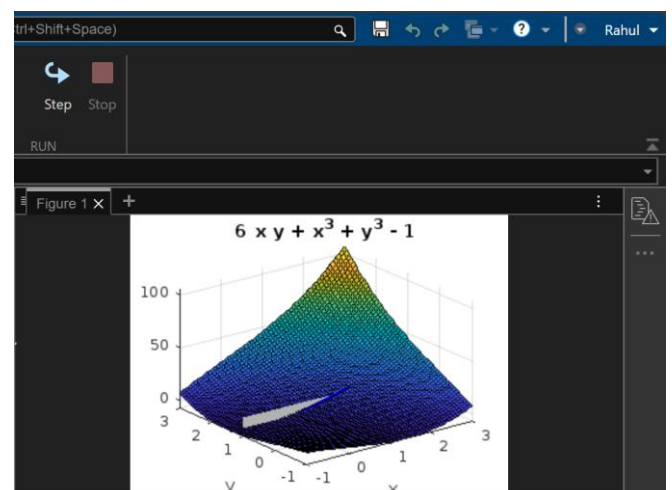 trl+Shift+Space)
Rahul
Step Stop
RUN
Figure 1
6 x y + x³ + y³ - 1
100
50
0
3
2
1
0
-1
-1
0
1
2
3
y
x